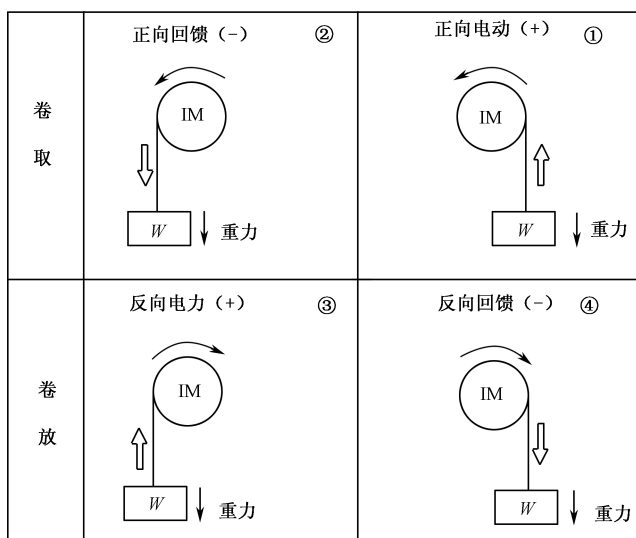 卷
取
正向回馈(-) ②
IM
W 重力
正向电动(+) ①
IM
W 重力
卷
放
反向电力(+) ③
IM
W 重力
反向回馈(-) ④
IM
W 重力